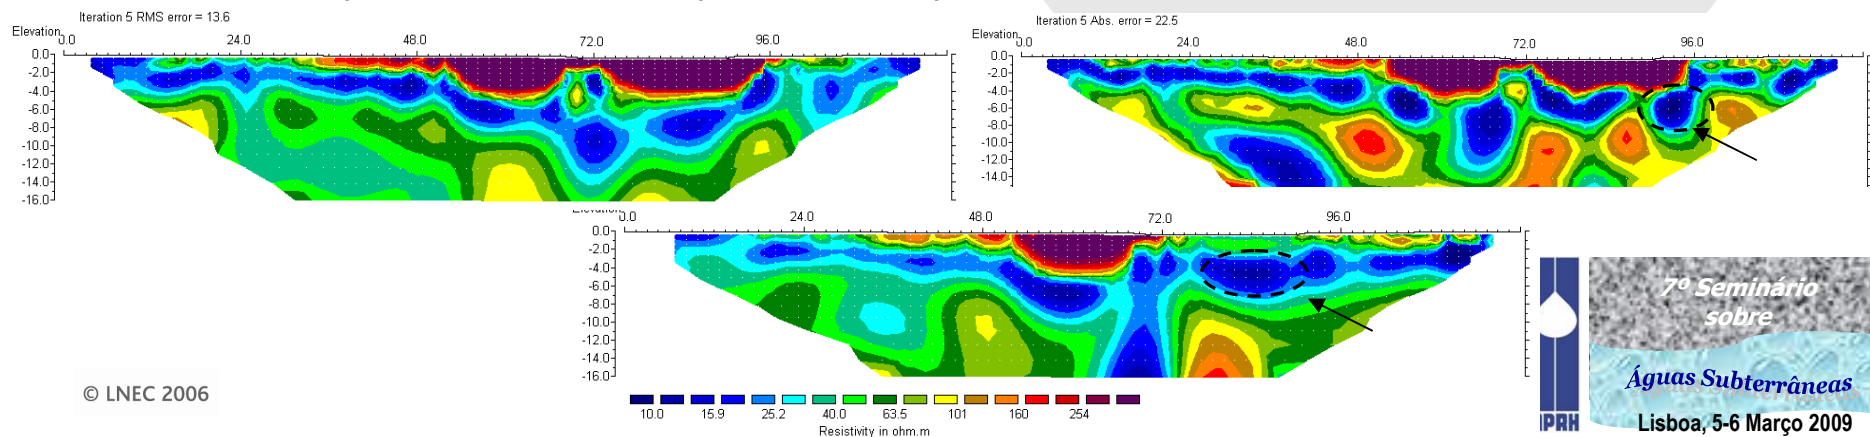 Iteration 5 RMS error = 13.6
Elevation
0.0 24.0 48.0 72.0 96.0
0.0
-2.0
-4.0
-6.0
-8.0
-10.0
-12.0
-14.0
-16.0
Iteration 5 Abs. error = 22.5
Elevation
0.0 24.0 48.0 72.0 96.0
0.0
-2.0
-4.0
-6.0
-8.0
-10.0
-12.0
-14.0
0.0 24.0 48.0 72.0 96.0
0.0
-2.0
-4.0
-6.0
-8.0
-10.0
-12.0
-14.0
-16.0
10.0 15.9 25.2 40.0 63.5 101 160 254
Resistivity in ohm.m
© LNEC 2006
7º Seminário
sobre
Águas Subterrâneas
Lisboa, 5-6 Março 2009